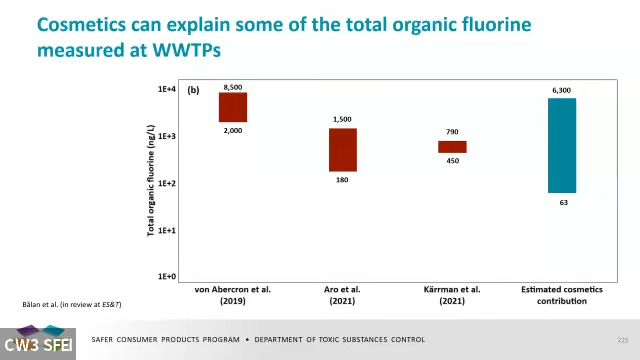 Cosmetics can explain some of the total organic fluorine
measured at WWTPs
(b)
Total organic fluorine (ng/L)
1E+4
1E+3
1E+2
1E+1
1E+0
8,500
2,000
1,500
180
790
450
6,300
63
von Abercron et al.
(2019)
Aro et al.
(2021)
Kärrman et al.
(2021)
Estimated cosmetics
contribution
Bălan et al. (in review at ES&T)
CW3 SFEI
SAFER CONSUMER PRODUCTS PROGRAM • DEPARTMENT OF TOXIC SUBSTANCES CONTROL
225